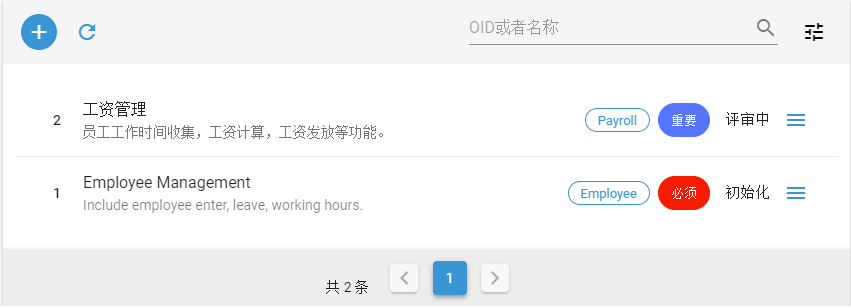 OID或者名称
2 工资管理 Payroll 重要 评审中
员工工作时间收集，工资计算，工资发放等功能。
1 Employee Management Employee 必须 初始化
Include employee enter, leave, working hours.
共 2 条 1